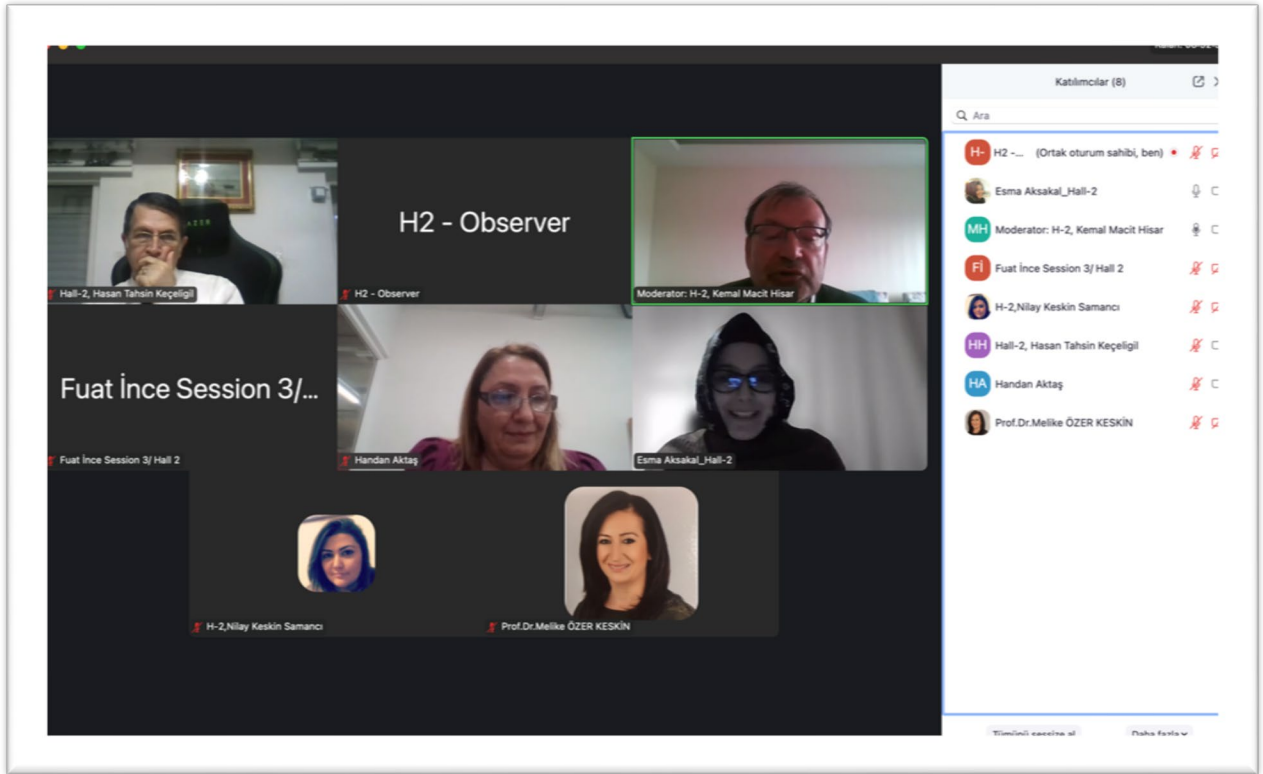 Katılımcılar (8)
Ara
H- H2 -... (Ortak oturum sahibi, ben)
Esma Aksakal_Hall-2
MH Moderator: H-2, Kemal Macit Hisar
Fİ Fuat İnce Session 3/ Hall 2
H-2,Nilay Keskin Samancı
HH Hall-2, Hasan Tahsin Keçeligil
HA Handan Aktaş
Prof.Dr.Melike ÖZER KESKİN
Tümünü sessize al Daha fazla
Hall-2, Hasan Tahsin Keçeligil
H2 - Observer
H2 - Observer
Moderator: H-2, Kemal Macit Hisar
Fuat İnce Session 3/...
Fuat İnce Session 3/ Hall 2
Handan Aktaş
Esma Aksakal_Hall-2
H-2,Nilay Keskin Samancı
Prof.Dr.Melike ÖZER KESKİN